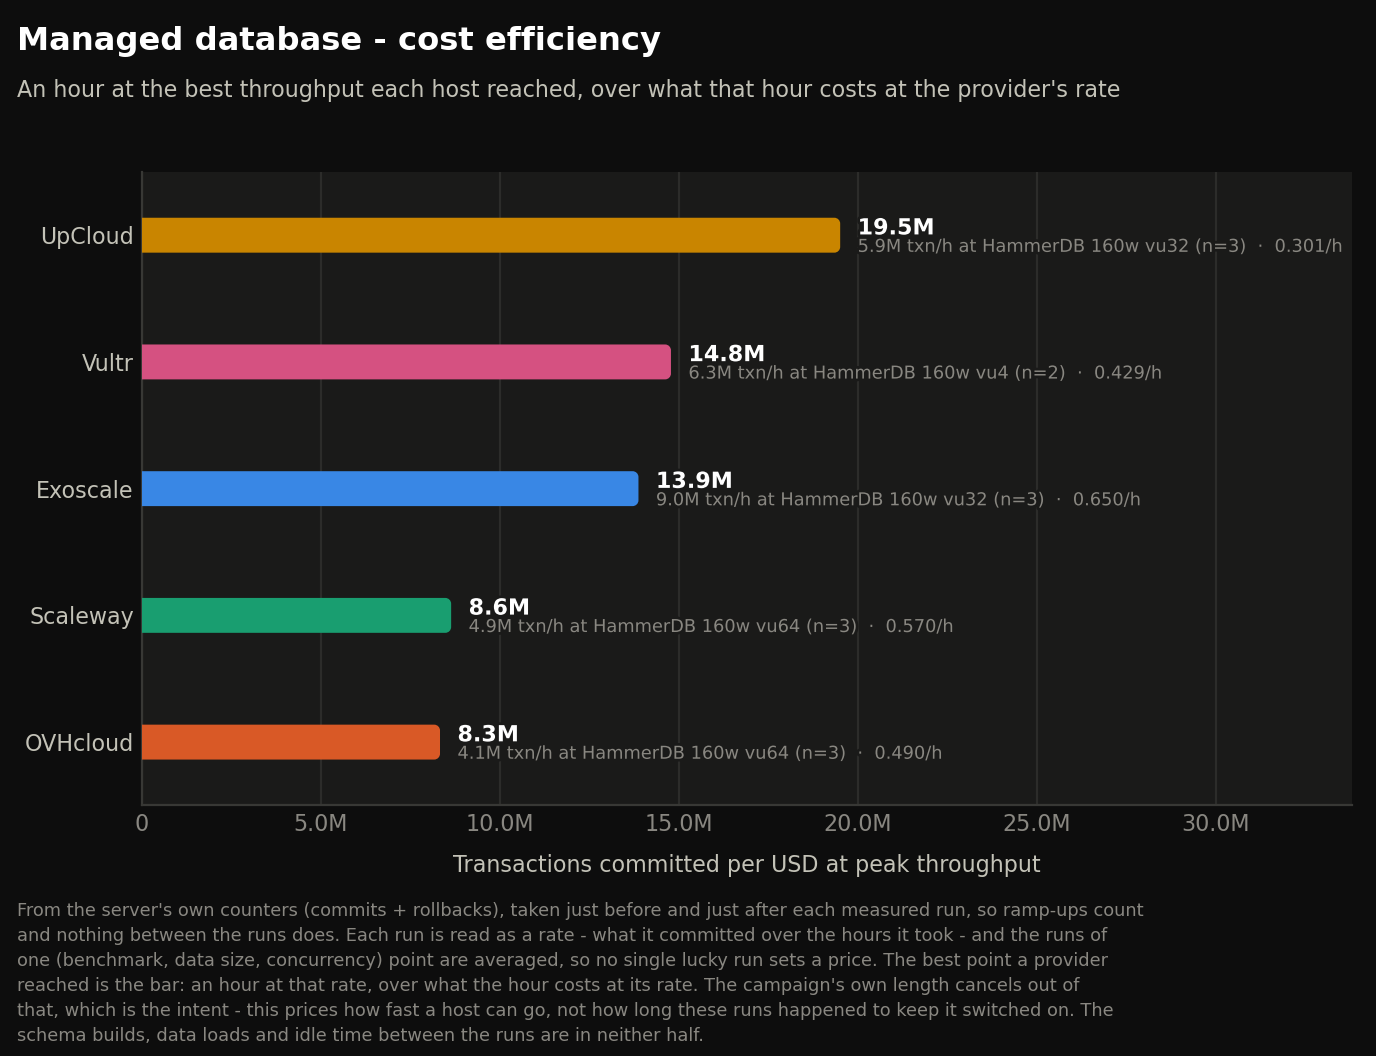 Managed database - cost efficiency
An hour at the best throughput each host reached, over what that hour costs at the provider's rate
UpCloud
19.5M
5.9M txn/h at HammerDB 160w vu32 (n=3) · 0.301/h
Vultr
14.8M
6.3M txn/h at HammerDB 160w vu4 (n=2) · 0.429/h
Exoscale
13.9M
9.0M txn/h at HammerDB 160w vu32 (n=3) · 0.650/h
Scaleway
8.6M
4.9M txn/h at HammerDB 160w vu64 (n=3) · 0.570/h
OVHcloud
8.3M
4.1M txn/h at HammerDB 160w vu64 (n=3) · 0.490/h
0 5.0M 10.0M 15.0M 20.0M 25.0M 30.0M
Transactions committed per USD at peak throughput
From the server's own counters (commits + rollbacks), taken just before and just after each measured run, so ramp-ups count
and nothing between the runs does. Each run is read as a rate - what it committed over the hours it took - and the runs of
one (benchmark, data size, concurrency) point are averaged, so no single lucky run sets a price. The best point a provider
reached is the bar: an hour at that rate, over what the hour costs at its rate. The campaign's own length cancels out of
that, which is the intent - this prices how fast a host can go, not how long these runs happened to keep it switched on. The
schema builds, data loads and idle time between the runs are in neither half.